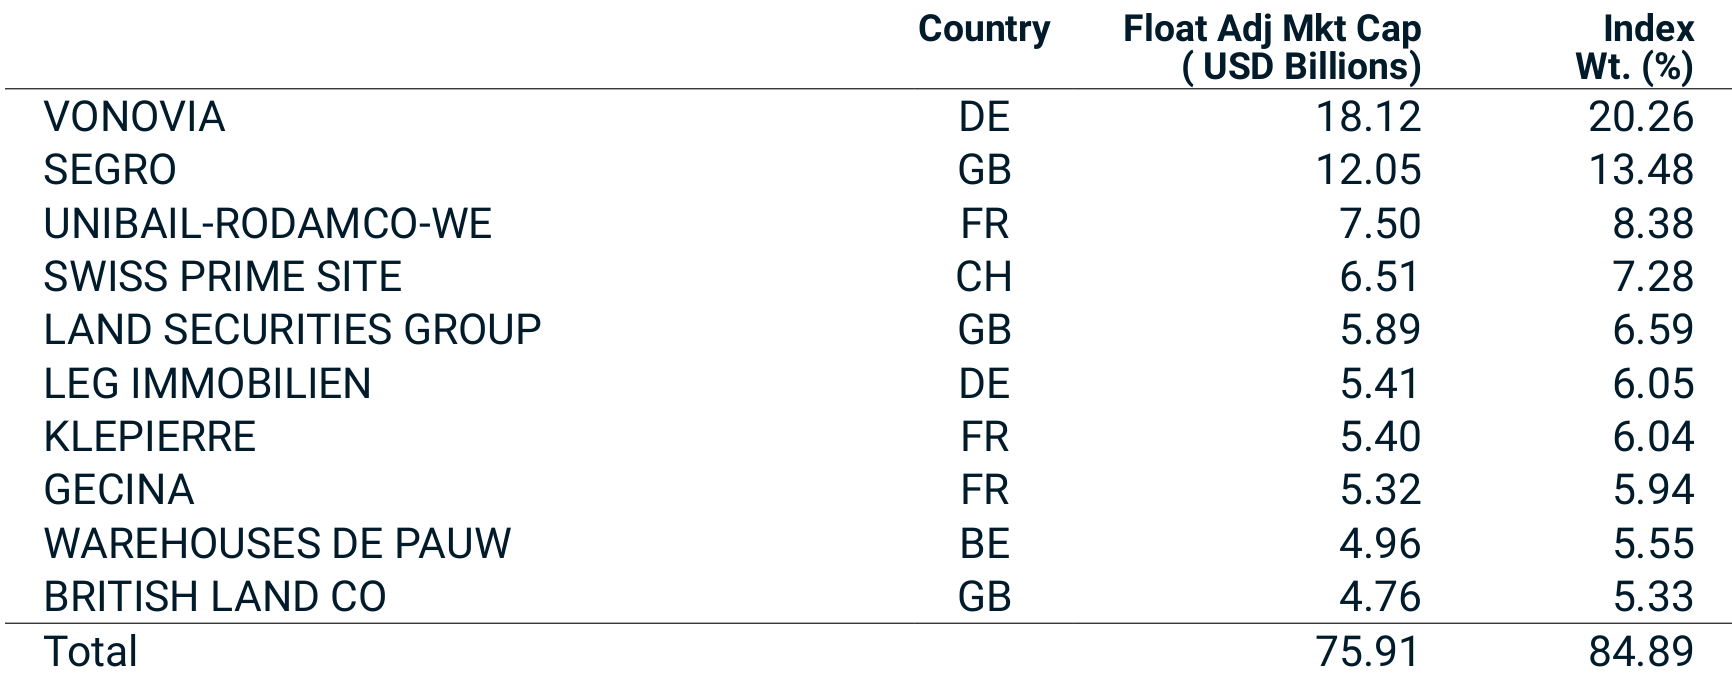 Country Float Adj Mkt Cap Index
( USD Billions) Wt. (%)
VONOVIA DE 18.12 20.26
SEGRO GB 12.05 13.48
UNIBAIL-RODAMCO-WE FR 7.50 8.38
SWISS PRIME SITE CH 6.51 7.28
LAND SECURITIES GROUP GB 5.89 6.59
LEG IMMOBILIEN DE 5.41 6.05
KLEPIERRE FR 5.40 6.04
GECINA FR 5.32 5.94
WAREHOUSES DE PAUW BE 4.96 5.55
BRITISH LAND CO GB 4.76 5.33
Total 75.91 84.89